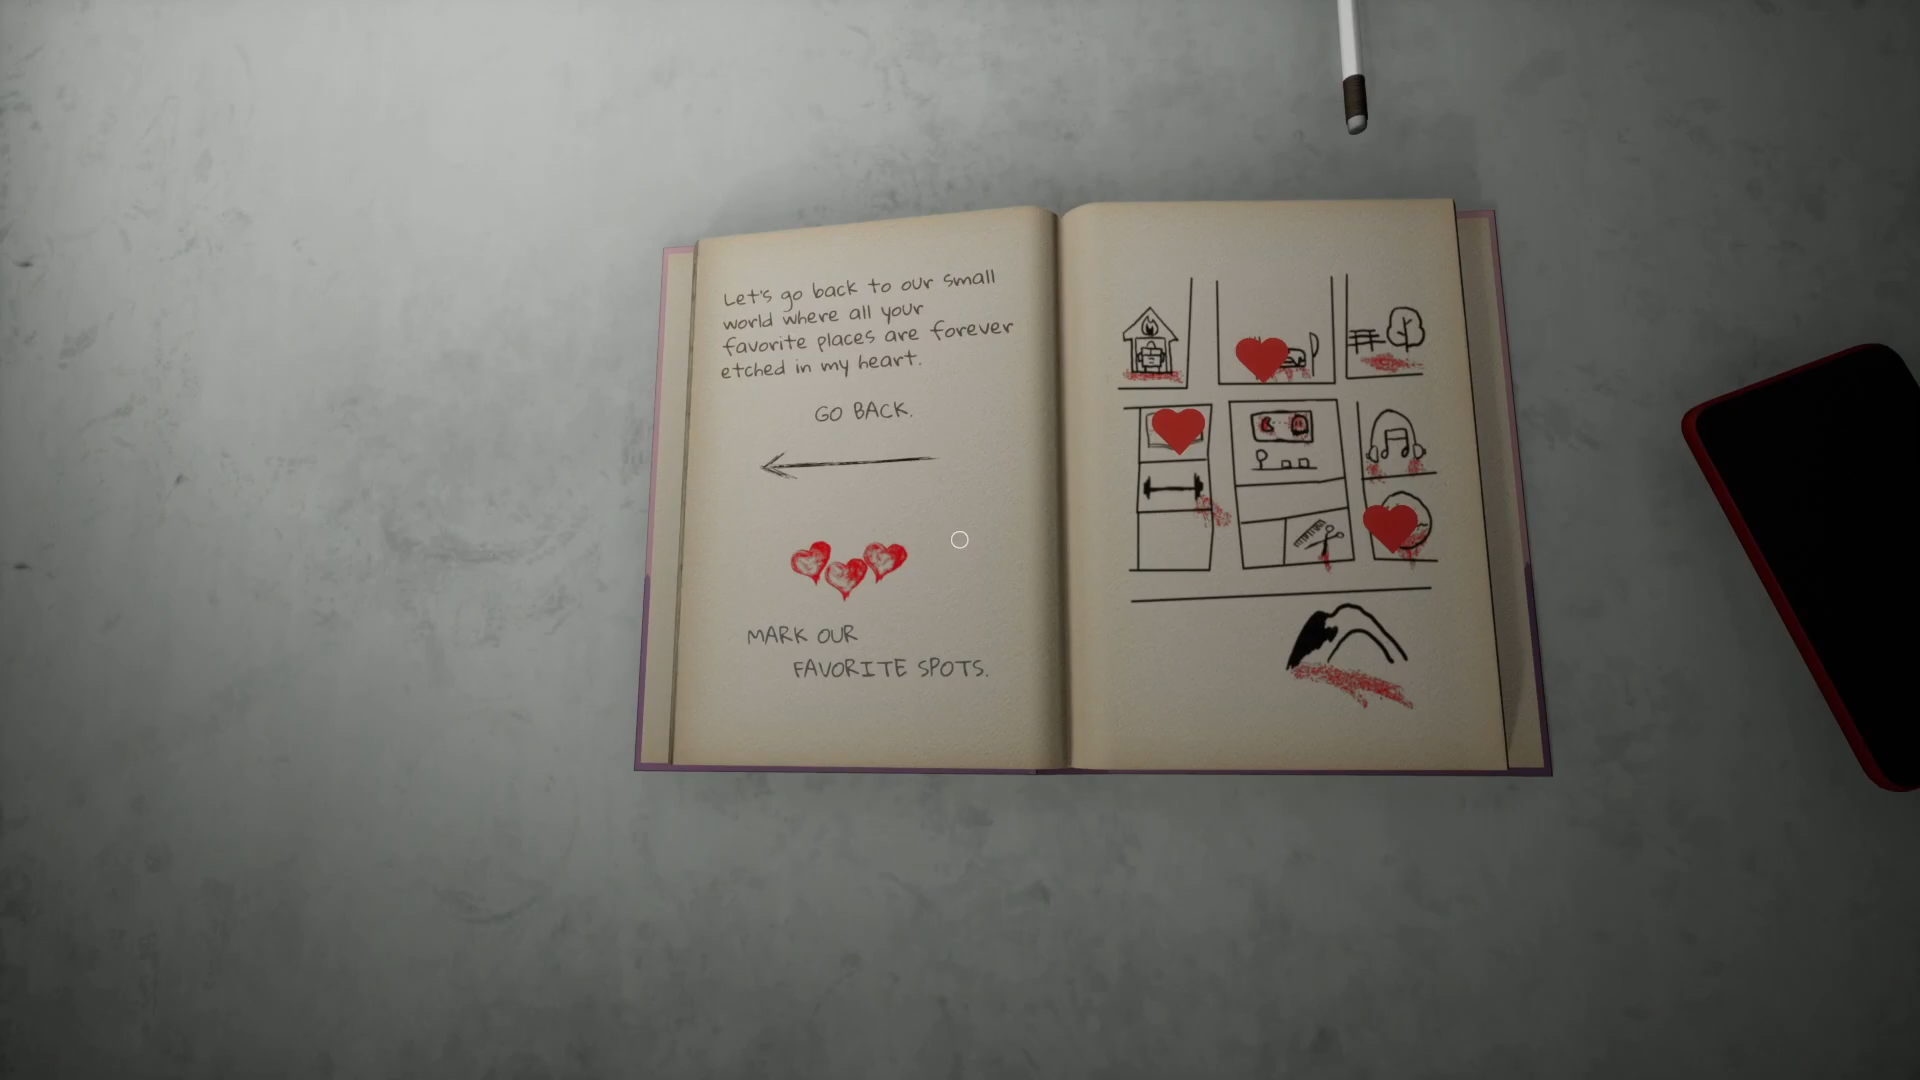 Let's go back to our small
world where all your
favorite places are forever
etched in my heart.
GO BACK.
MARK OUR
FAVORITE SPOTS.